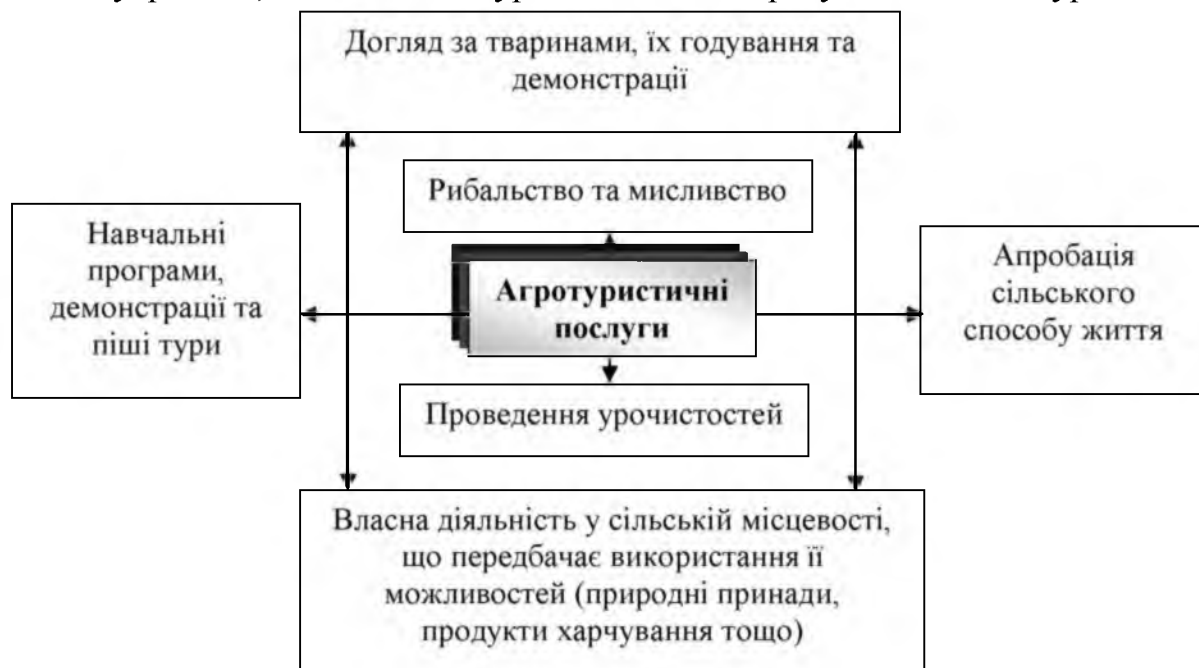 Догляд за тваринами, їх годування та
демонстрації
Рибальство та мисливство
Навчальні
програми,
демонстрації та
піші тури
Агротуристичні
послуги
Апробація
сільського
способу життя
Проведення урочистостей
Власна діяльність у сільській місцевості,
що передбачає використання її
можливостей (природні принади,
продукти харчування тощо)